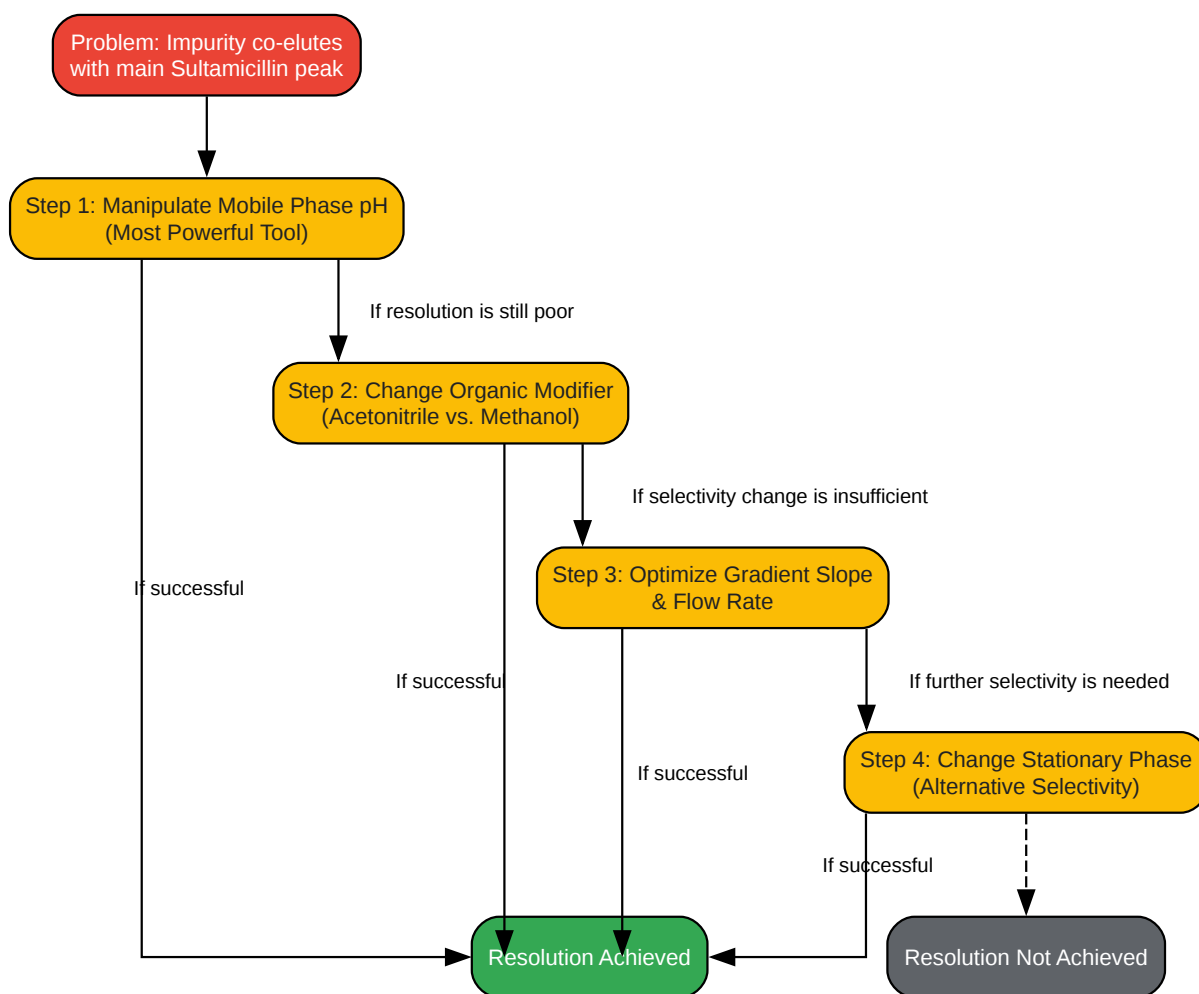 Problem: Impurity co-elutes
with main Sultamicillin peak
Step 1: Manipulate Mobile Phase pH
(Most Powerful Tool)
If resolution is still poor
Step 2: Change Organic Modifier
(Acetonitrile vs. Methanol)
If selectivity change is insufficient
Step 3: Optimize Gradient Slope
& Flow Rate
If successful
If successful
If further selectivity is needed
Step 4: Change Stationary Phase
(Alternative Selectivity)
If successful
If successful
Resolution Achieved
Resolution Not Achieved